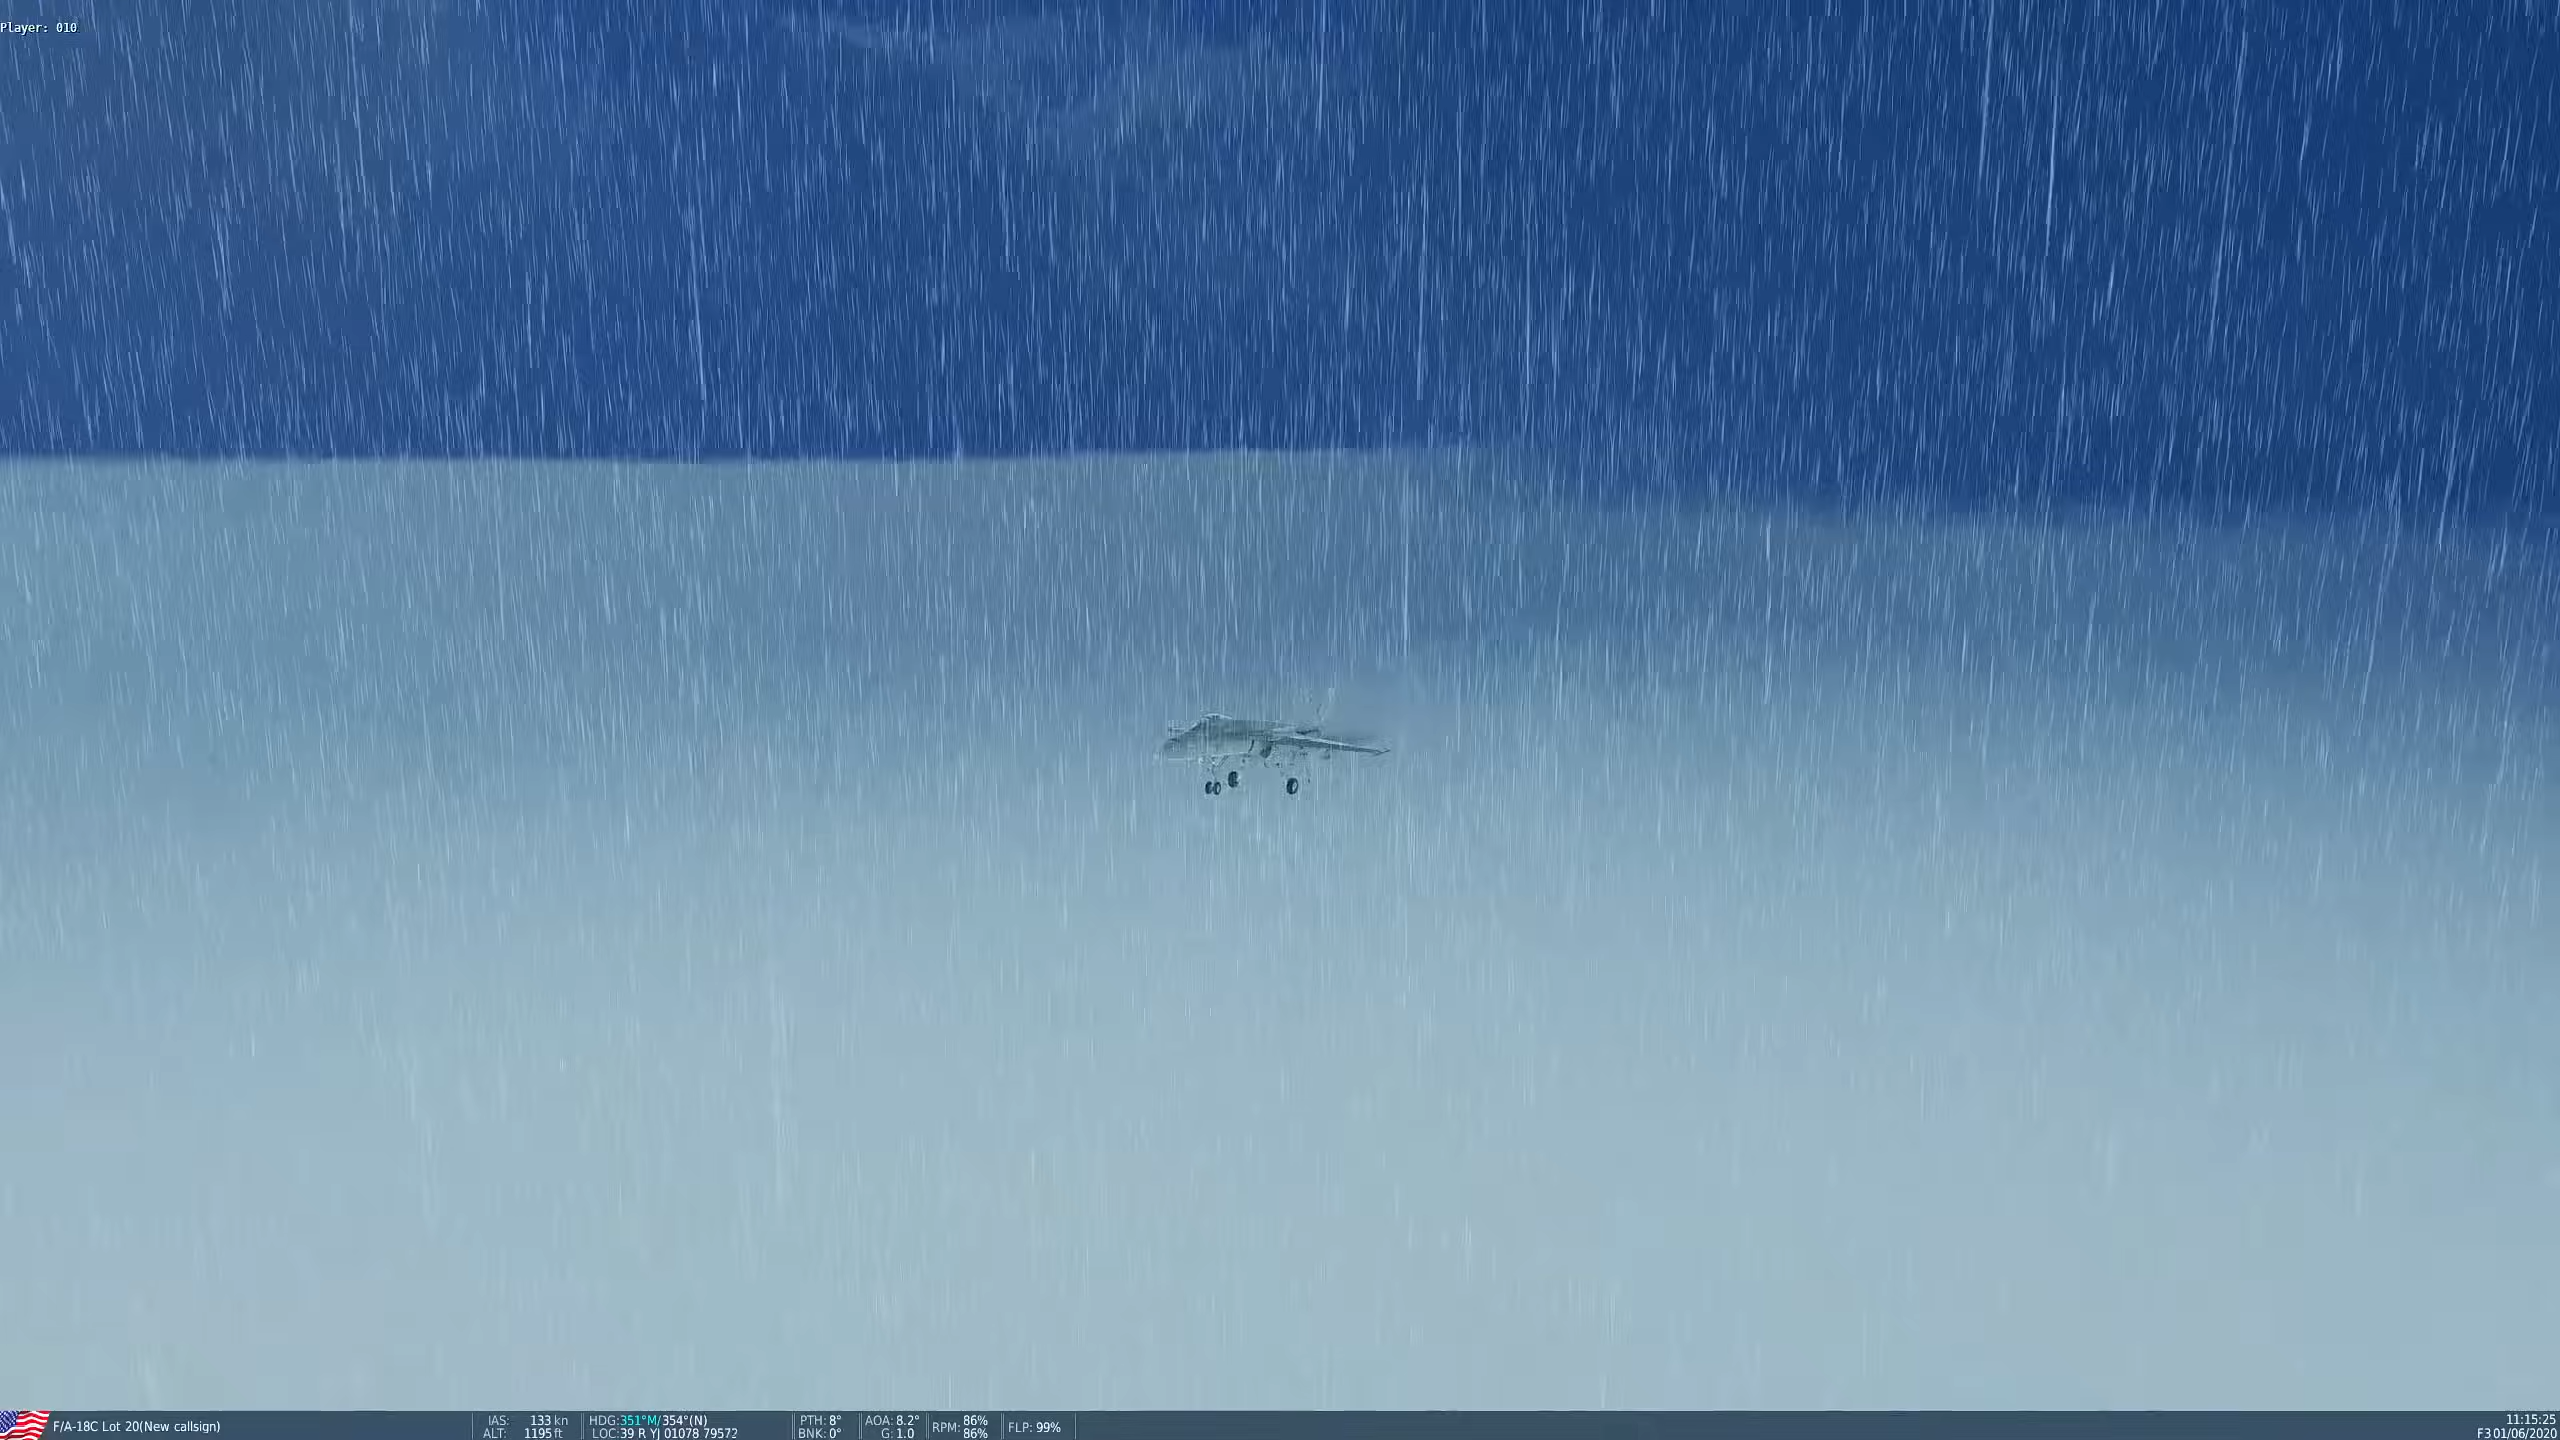 Player: 010
F/A-18C Lot 20(New callsign)
IAS: 133 kn
ALT: 1195 ft
HDG:351°M/354°(N)
LOC:39 R YJ 01078 79572
PTH: 8°
BNK: 0°
AOA: 8.2°
G: 1.0
RPM: 86%
86%
FLP: 99%
11:15:25
F3 01/06/2020